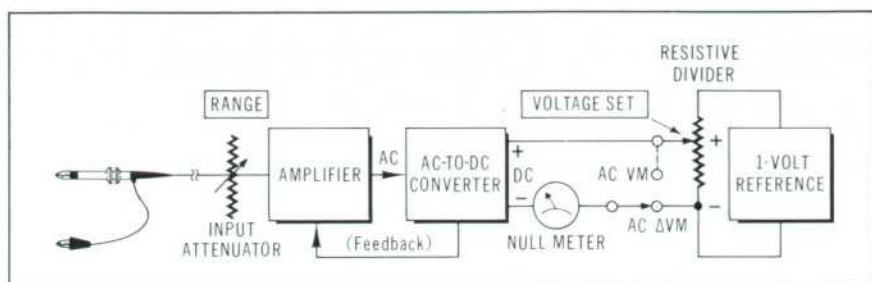 RESISTIVE
DIVIDER
RANGE
VOLTAGE SET
AMPLIFIER
AC
AC-TO-DC
CONVERTER
+
DC
−
AC VM
+
−
1-VOLT
REFERENCE
INPUT
ATTENUATOR
(Feedback)
NULL METER
AC ΔVM